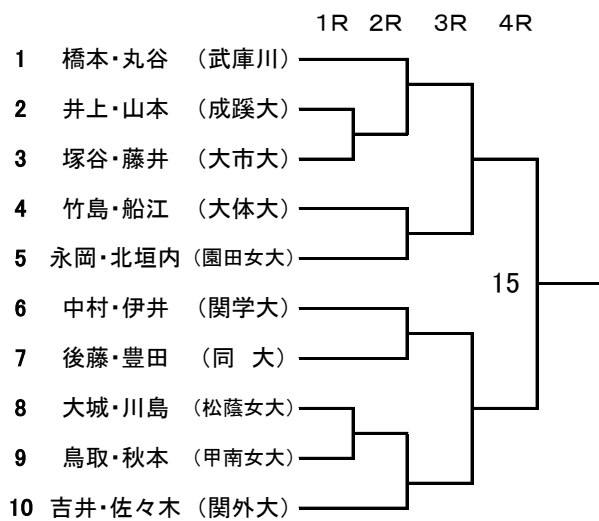 1R 2R 3R 4R
1 橋本・丸谷 (武庫川)
2 井上・山本 (成蹊大)
3 塚谷・藤井 (大市大)
4 竹島・船江 (大体大)
5 永岡・北垣内 (園田女大)
15
6 中村・伊井 (関学大)
7 後藤・豊田 (同 大)
8 大城・川島 (松蔭女大)
9 鳥取・秋本 (甲南女大)
10 吉井・佐々木 (関外大)